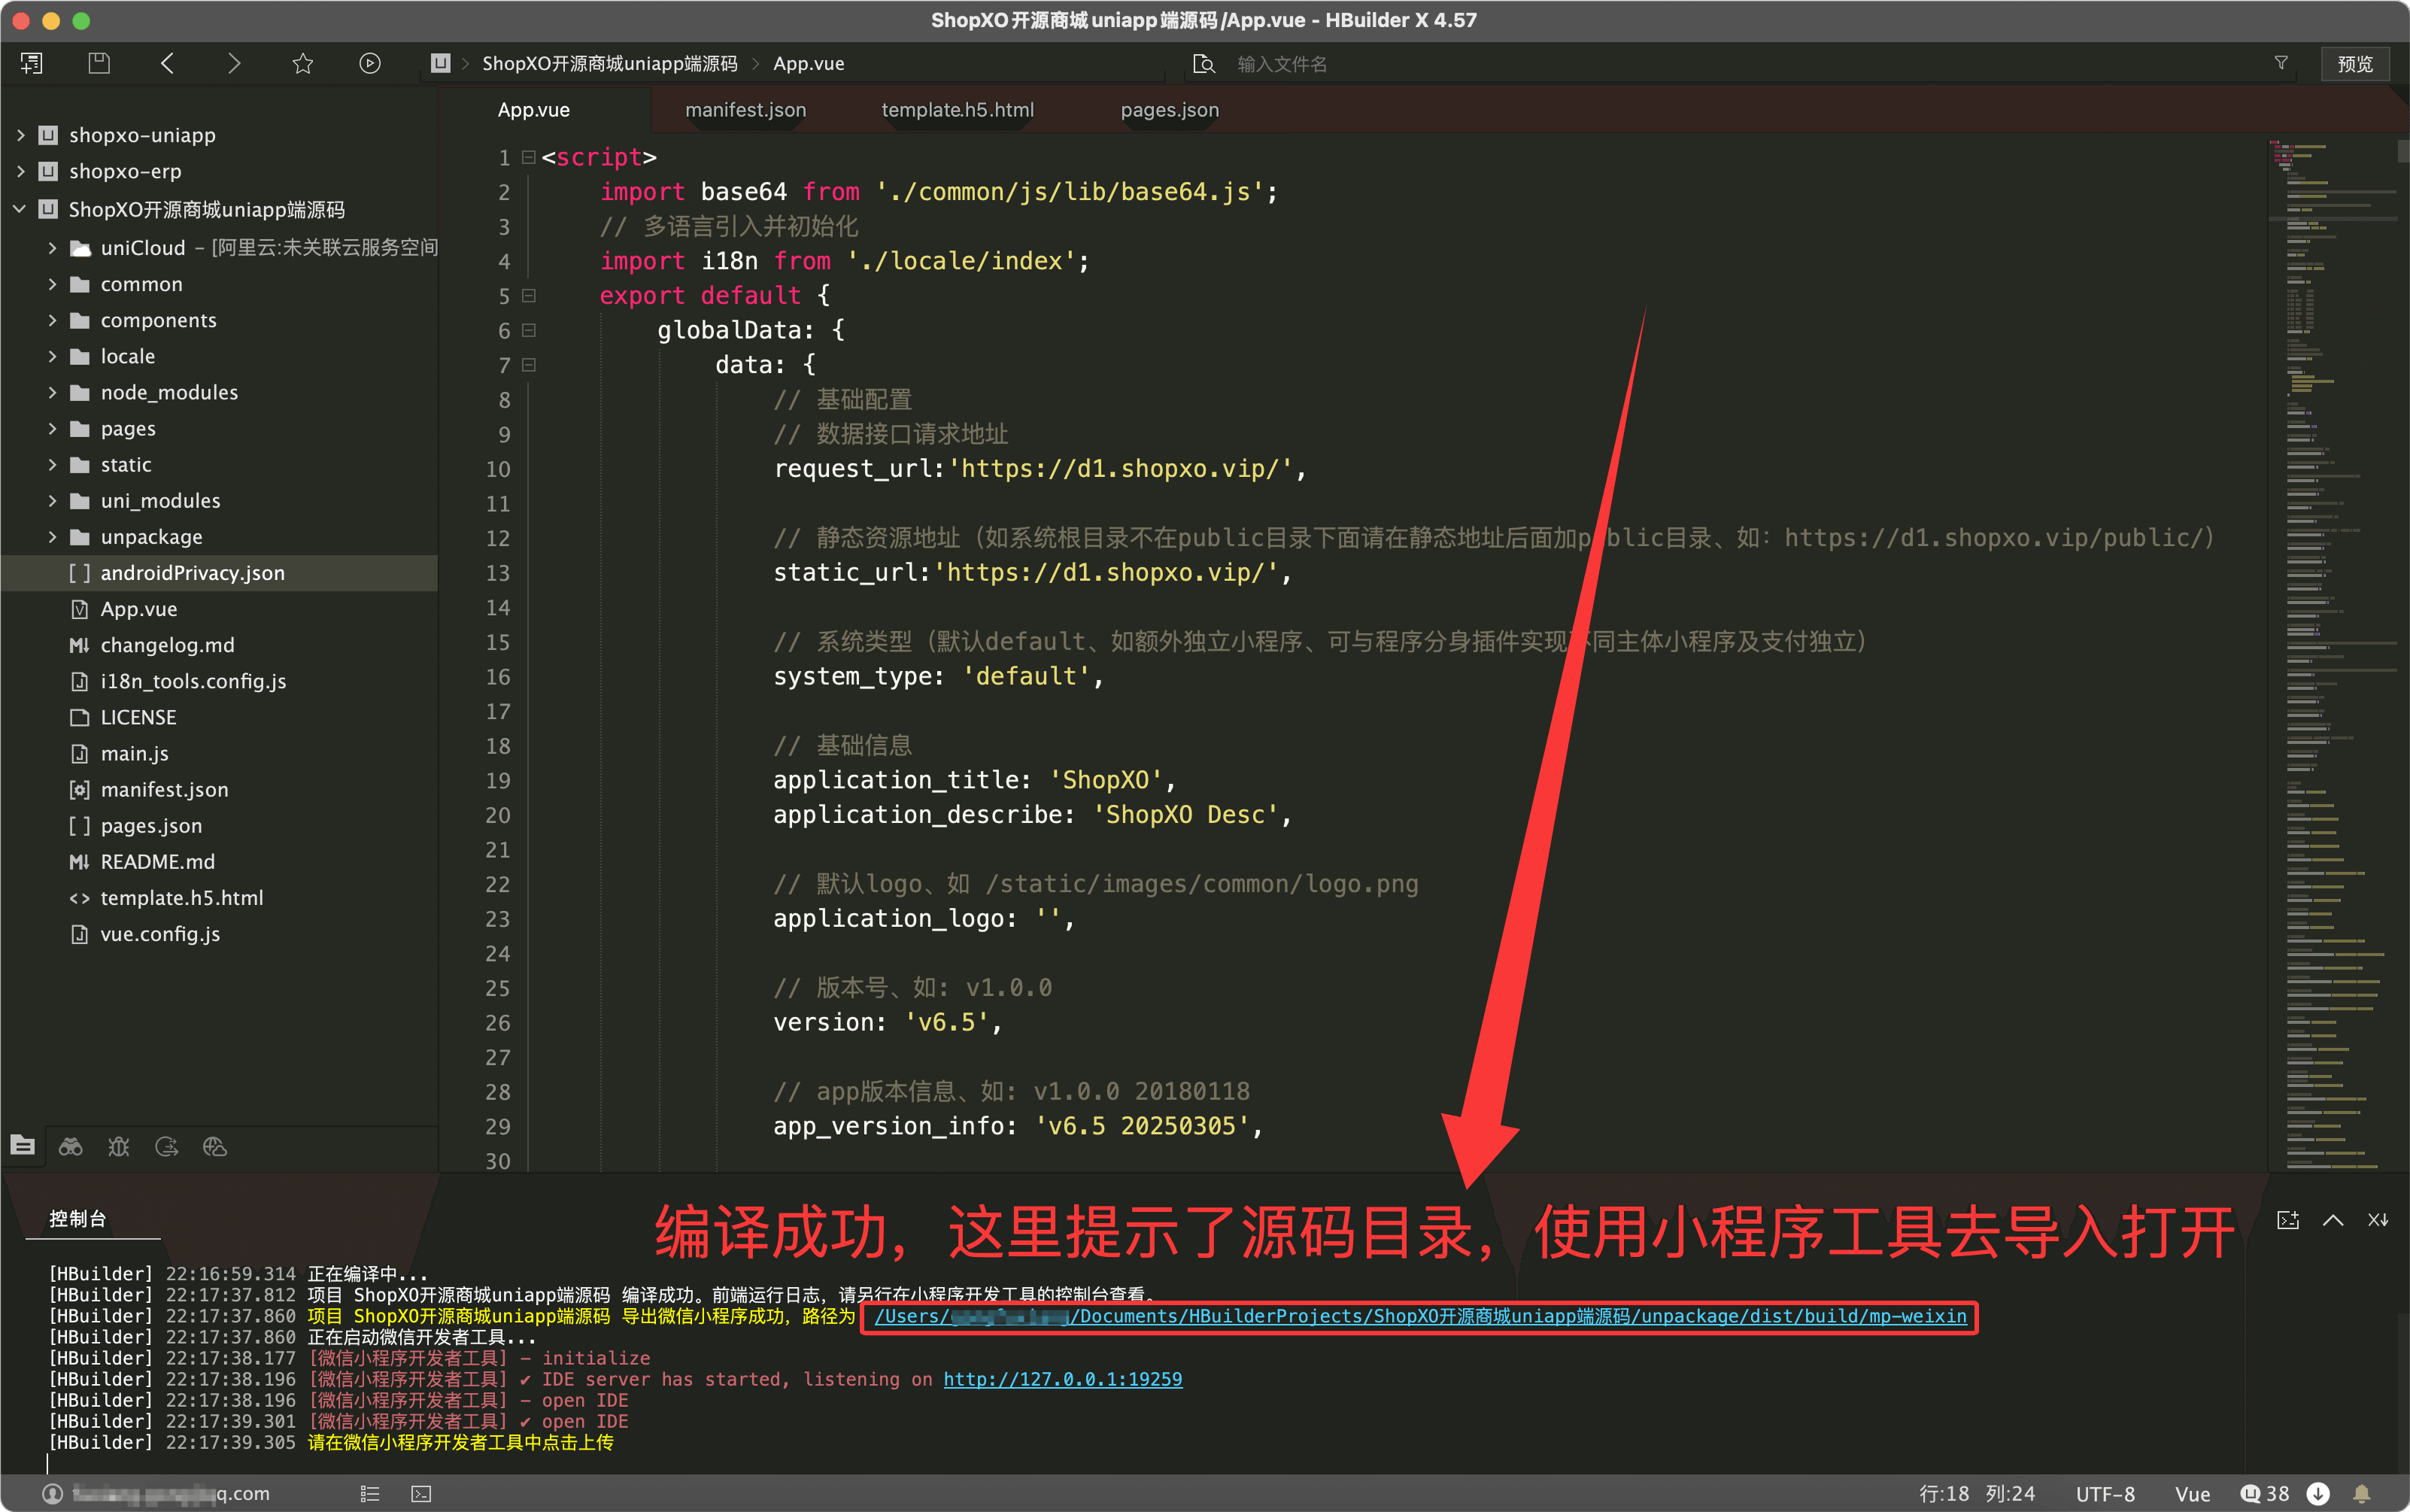 ShopXO开源商城uniapp端源码/App.vue - HBuilder X 4.57
ShopXO开源商城uniapp端源码 > App.vue
输入文件名
预览
App.vue
manifest.json
template.h5.html
pages.json
shopxo-uniapp
shopxo-erp
ShopXO开源商城uniapp端源码
uniCloud - [阿里云:未关联云服务空间
common
components
locale
node_modules
pages
static
uni_modules
unpackage
androidPrivacy.json
App.vue
changelog.md
i18n_tools.config.js
LICENSE
main.js
manifest.json
pages.json
README.md
template.h5.html
vue.config.js
1 <script>
2 import base64 from './common/js/lib/base64.js';
3 // 多语言引入并初始化
4 import i18n from './locale/index';
5 export default {
6 globalData: {
7 data: {
8 // 基础配置
9 // 数据接口请求地址
10 request_url:'https://d1.shopxo.vip/',
11
12 // 静态资源地址（如系统根目录不在public目录下面请在静态地址后面加public目录、如：https://d1.shopxo.vip/public/）
13 static_url:'https://d1.shopxo.vip/',
14
15 // 系统类型（默认default、如额外独立小程序、可与程序分身插件实现不同主体小程序及支付独立）
16 system_type: 'default',
17
18 // 基础信息
19 application_title: 'ShopXO',
20 application_describe: 'ShopXO Desc',
21
22 // 默认logo、如 /static/images/common/logo.png
23 application_logo: '',
24
25 // 版本号、如: v1.0.0
26 version: 'v6.5',
27
28 // app版本信息、如: v1.0.0 20180118
29 app_version_info: 'v6.5 20250305',
30
编译成功，这里提示了源码目录，使用小程序工具去导入打开
控制台
[HBuilder] 22:16:59.314 正在编译中...
[HBuilder] 22:17:37.812 项目 ShopXO开源商城uniapp端源码 编译成功。前端运行日志，请另行在小程序开发工具的控制台查看。
[HBuilder] 22:17:37.860 项目 ShopXO开源商城uniapp端源码 导出微信小程序成功，路径为 /Users/ /Documents/HBuilderProjects/ShopXO开源商城uniapp端源码/unpackage/dist/build/mp-weixin
[HBuilder] 22:17:37.860 正在启动微信开发者工具...
[HBuilder] 22:17:38.177 [微信小程序开发者工具] - initialize
[HBuilder] 22:17:38.196 [微信小程序开发者工具] ✔ IDE server has started, listening on http://127.0.0.1:19259
[HBuilder] 22:17:38.196 [微信小程序开发者工具] - open IDE
[HBuilder] 22:17:39.301 [微信小程序开发者工具] ✔ open IDE
[HBuilder] 22:17:39.305 请在微信小程序开发者工具中点击上传
q.com
行:18 列:24
UTF-8
Vue
38